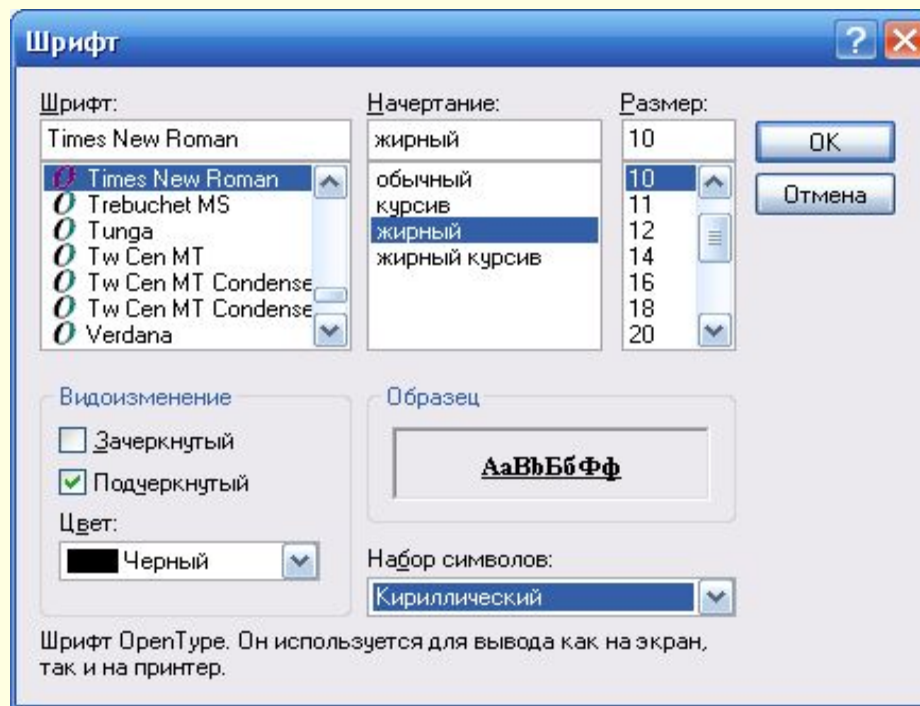 Шрифт
Шрифт:
Times New Roman
Times New Roman
Trebuchet MS
Tunga
Tw Cen MT
Tw Cen MT Condense
Tw Cen MT Condense
Verdana
Начертание:
жирный
обычный
курсив
жирный
жирный курсив
Размер:
10
10
11
12
14
16
18
20
OK
Отмена
Видоизменение
Зачеркнутый
Подчеркнутый
Цвет:
Черный
Образец
АаВbБбФф
Набор символов:
Кириллический
Шрифт OpenType. Он используется для вывода как на экран,
так и на принтер.